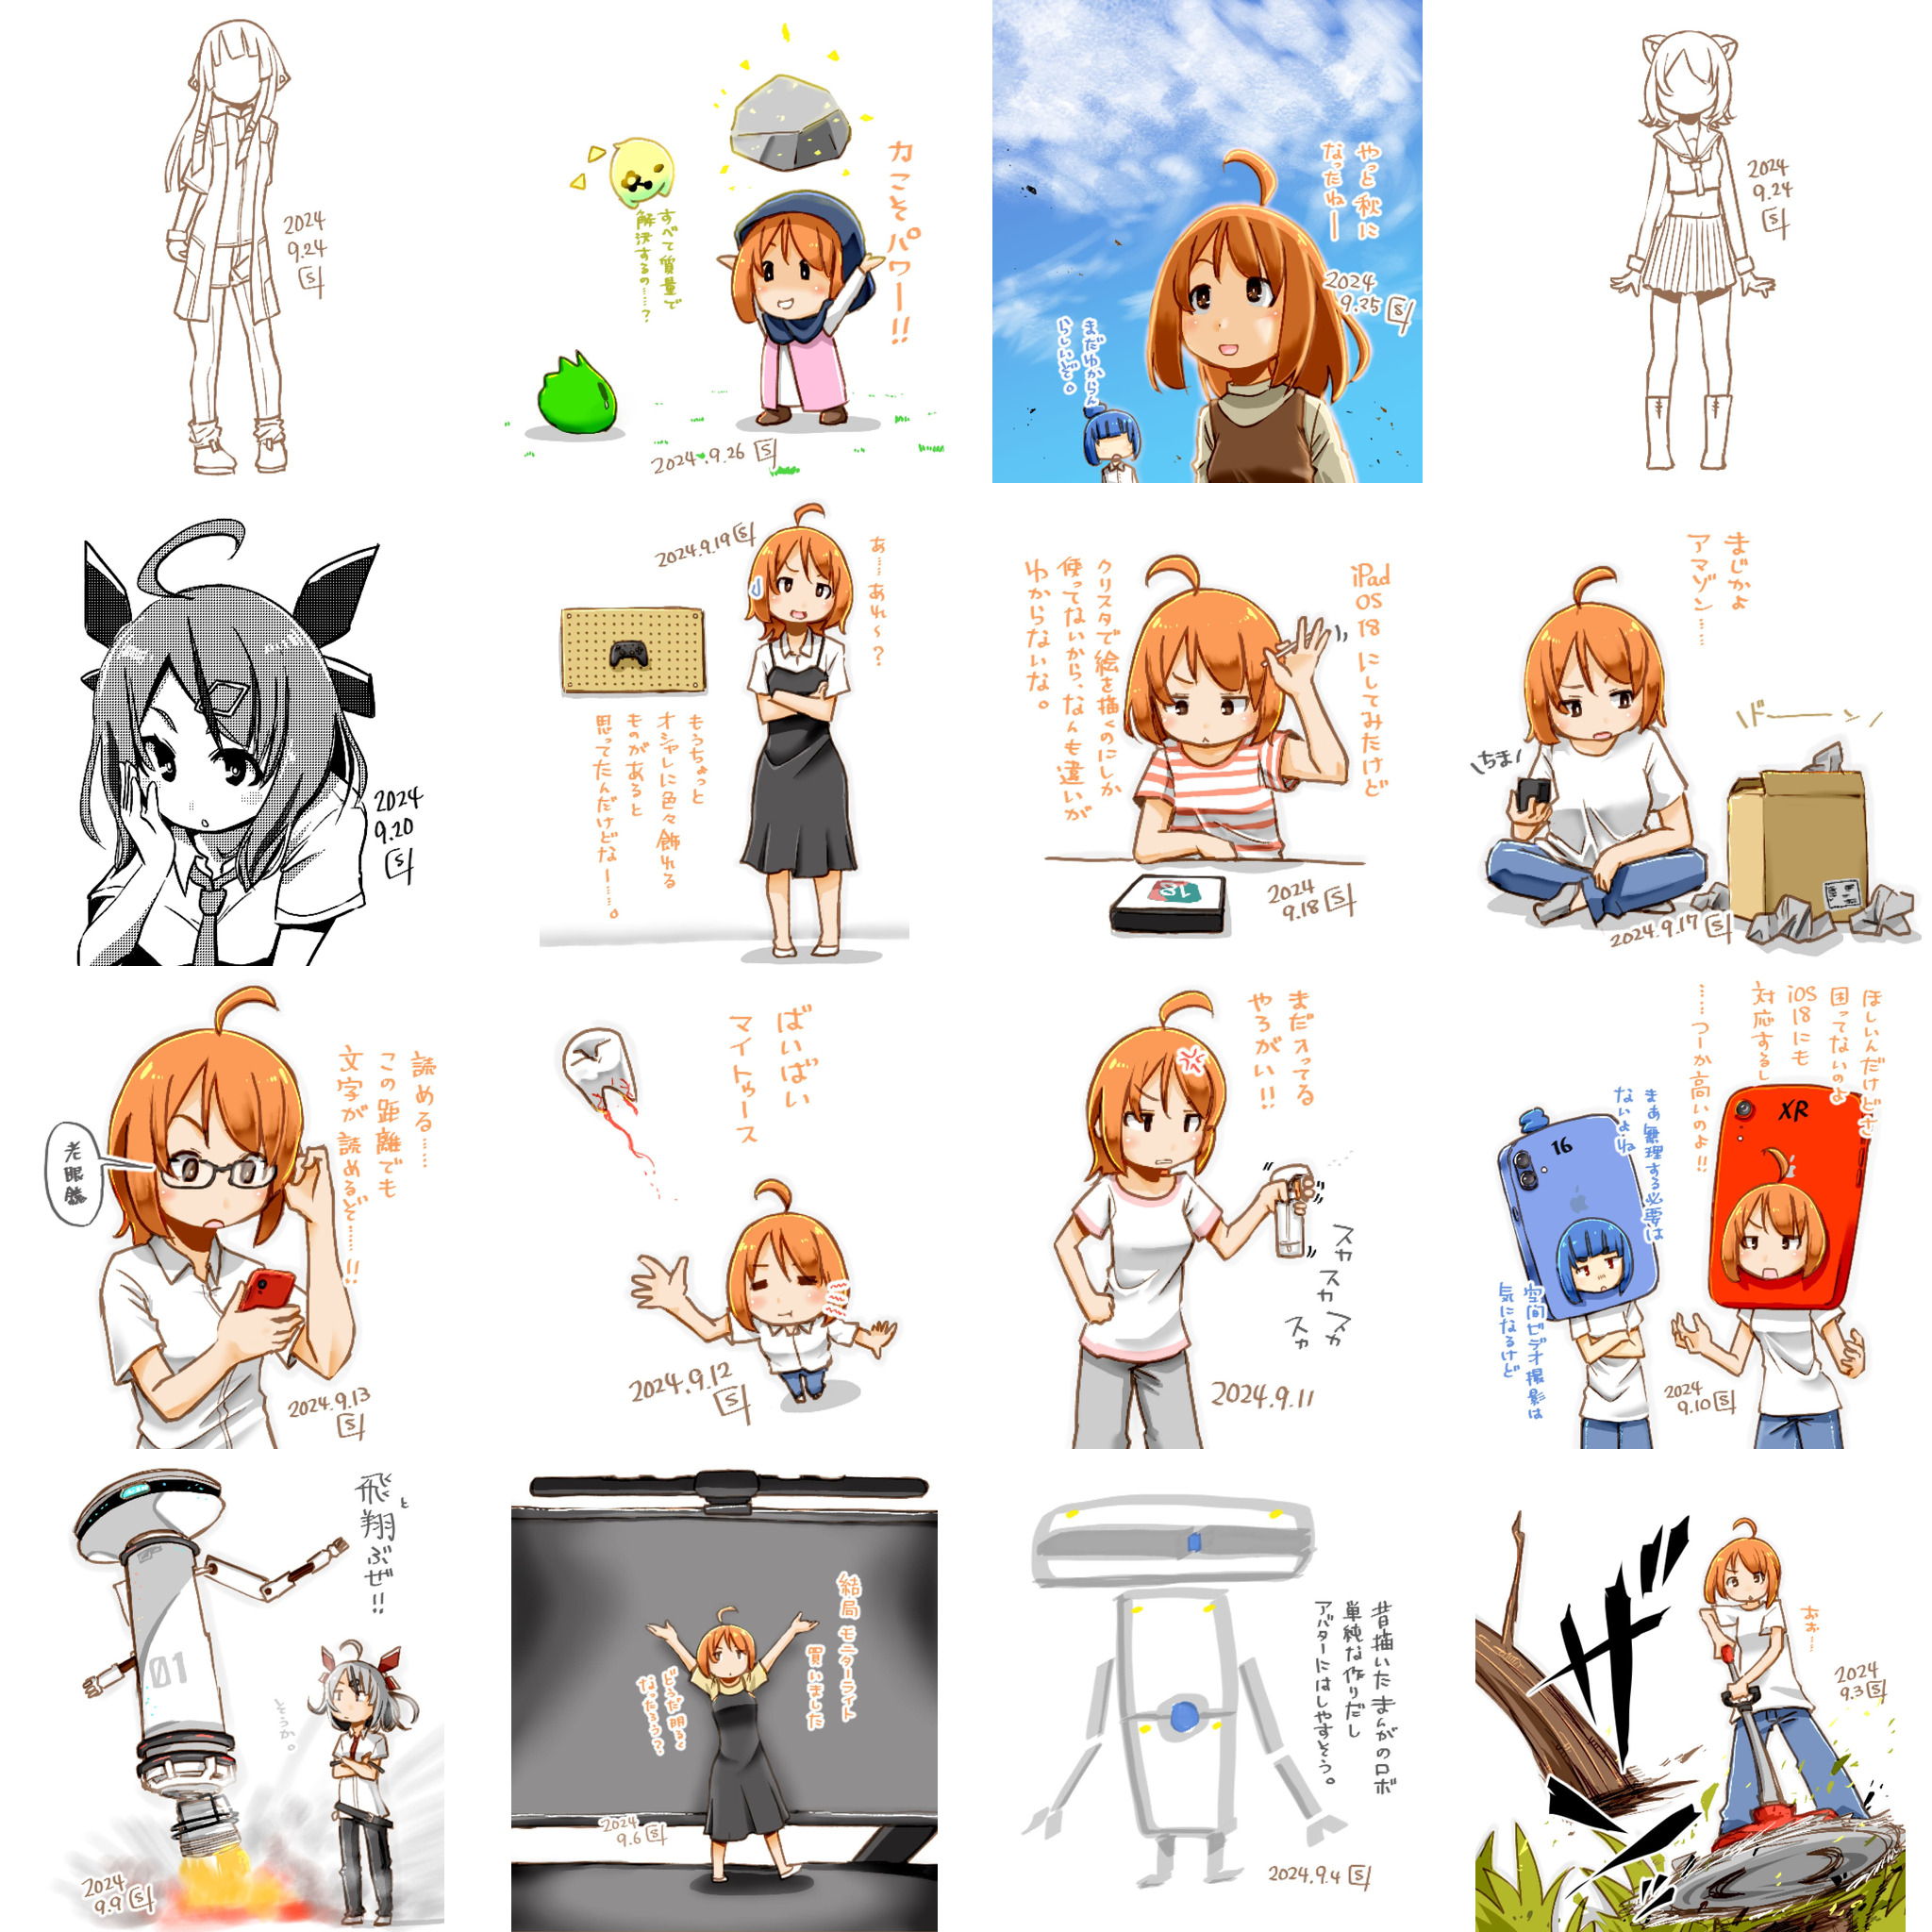 2024
9.24
力こそパワー!!
すべて質量で
解決するの……?
2024.9.26
やっと秋に
なったねー
2024
9.25
まだわからん
らしいぞ。
2024
9.24
2024
9.20
2024.9.19
あ……あれ〜?
もうちょっと
オシャレに色々飾れる
ものがあると
思ってたんだけどなー……。
iPad
OS
18にしてみたけど
クリスタで絵を描くのにしか
使ってないから、なんも違いが
わからないな。
18
2024
9.18
まじかよ
アマゾン……
ドーーン
ちまっ
2024.9.17
読める……
この距離でも
文字が読めるぞ……!!
老眼鏡
2024.9.13
ばいばい
マイトゥース
2024.9.12
まだ入ってる
やろがい!!
スカ
スカ
スカ
スカ
2024.9.11
ほしいんだけどさ
困ってないのよ
iOS
18にも
対応するし
……つーか高いのよ!!
XR
16
まあ無理する必要は
ないよね
空間ビデオ撮影は
気になるけど
2024
9.10
飛翔ぶぜ!!
と
01
そうか。
2024
9.9
結局モニターライト
買いました
どうだ明るく
なったろう?
2024
9.6
昔描いたまんがのロボ
単純な作りだし
アバターにはしやすそう。
2024.9.4
ザ
おお…
2024
9.3